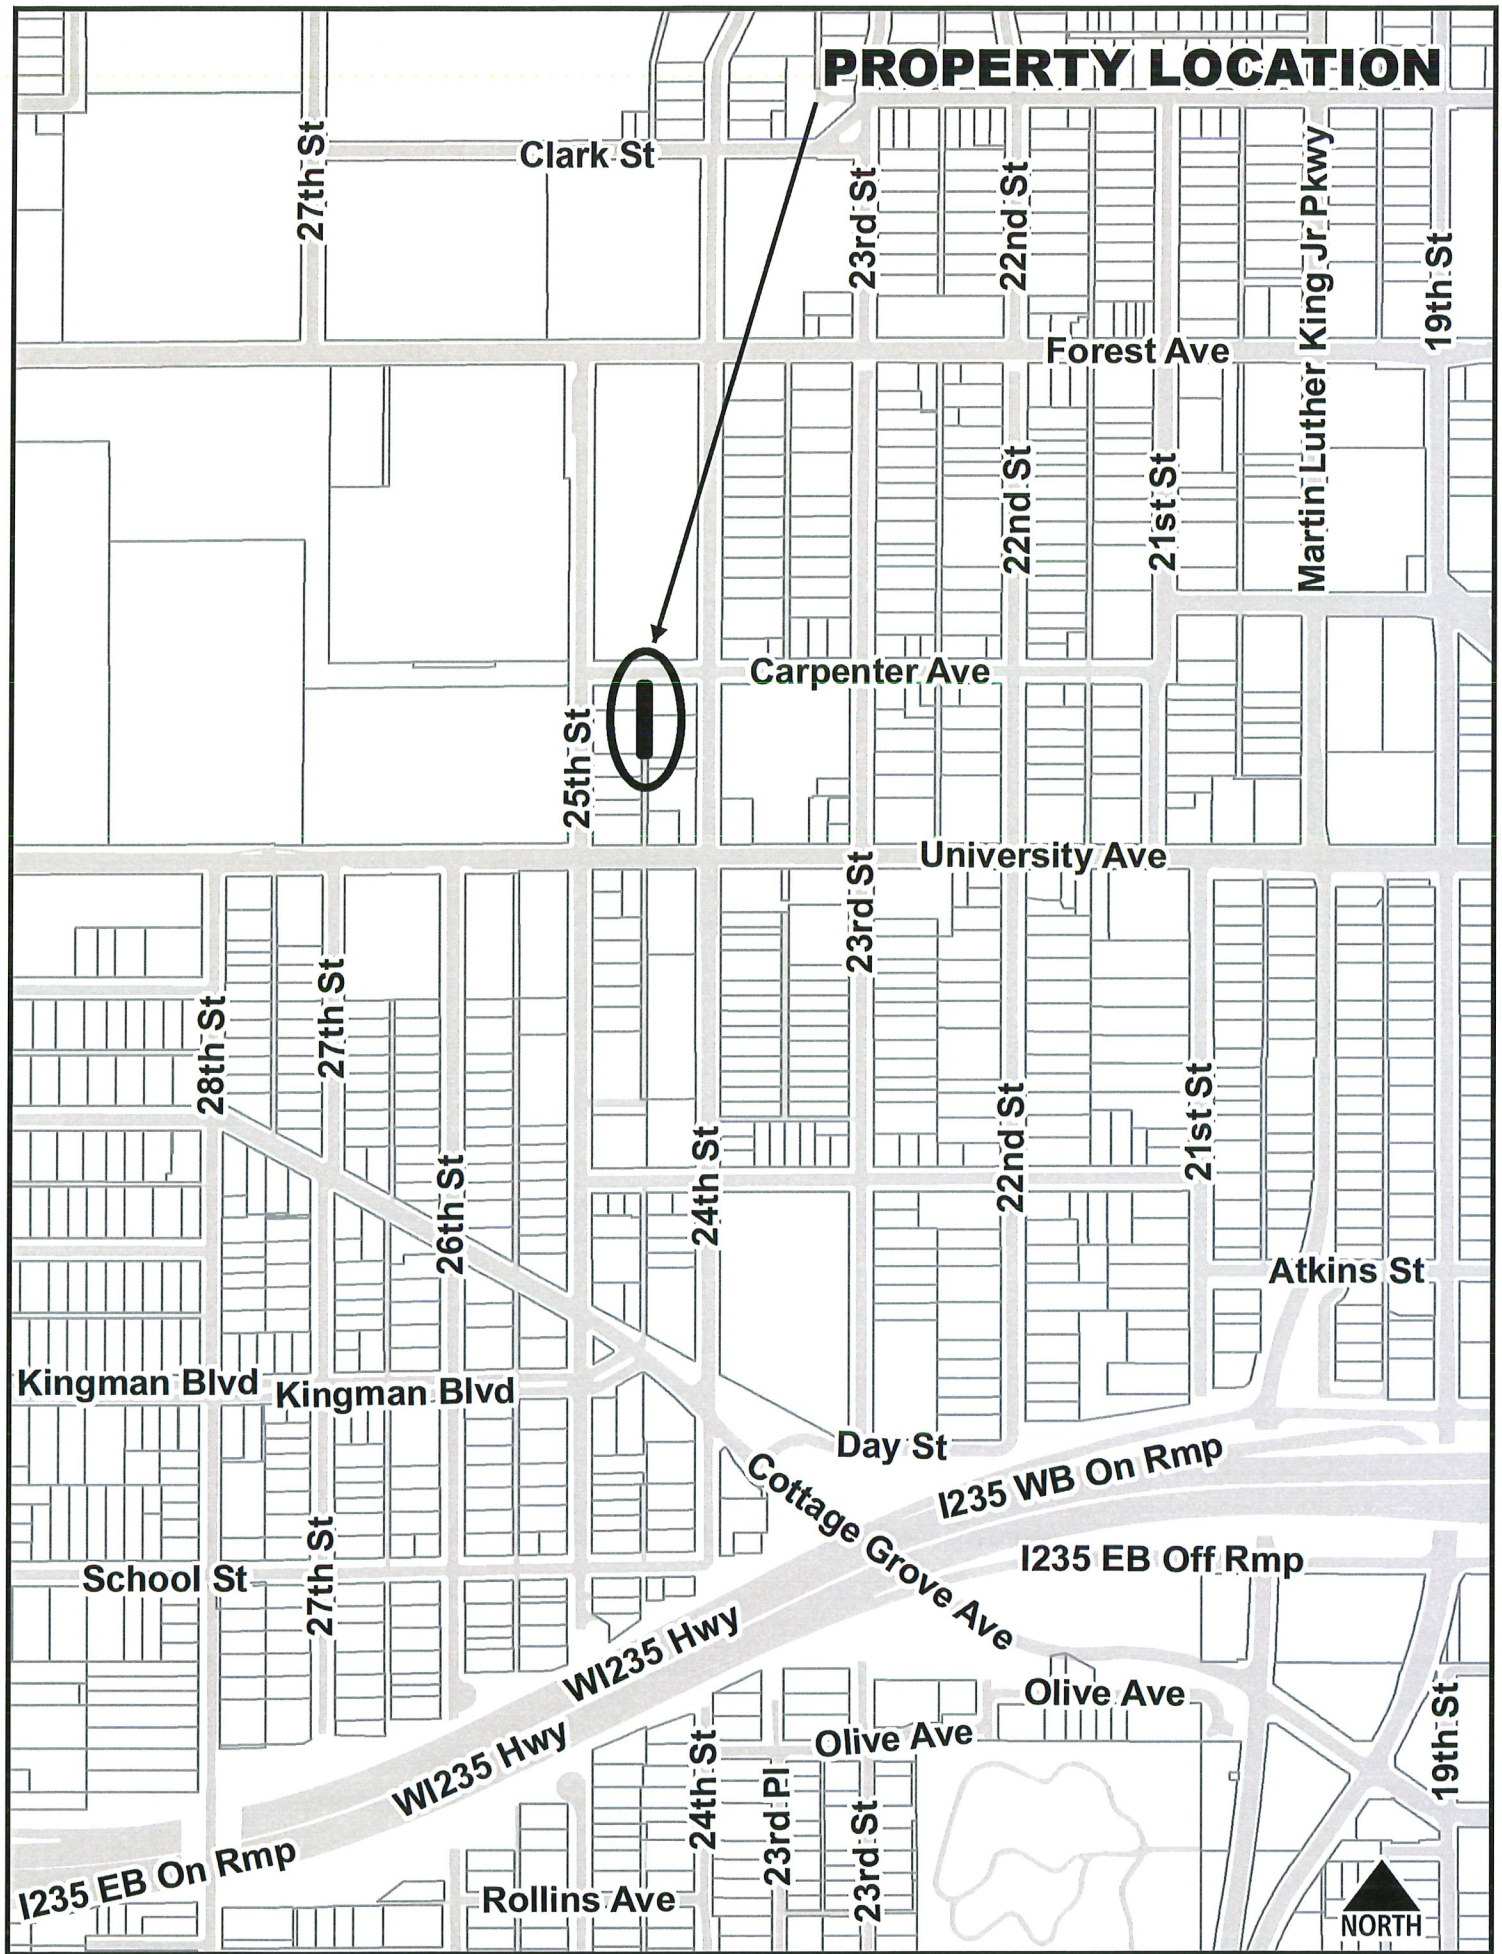 PROPERTY LOCATION
27th St
Clark St
23rd St
22nd St
Martin Luther King Jr Pkwy
19th St
Forest Ave
22nd St
21st St
Carpenter Ave
25th St
University Ave
23rd St
28th St
27th St
26th St
24th St
22nd St
21st St
Atkins St
Kingman Blvd
Kingman Blvd
Day St
Cottage Grove Ave
I235 WB On Rmp
I235 EB Off Rmp
School St
27th St
WI235 Hwy
WI235 Hwy
Olive Ave
Olive Ave
24th St
23rd Pl
23rd St
19th St
I235 EB On Rmp
Rollins Ave
NORTH